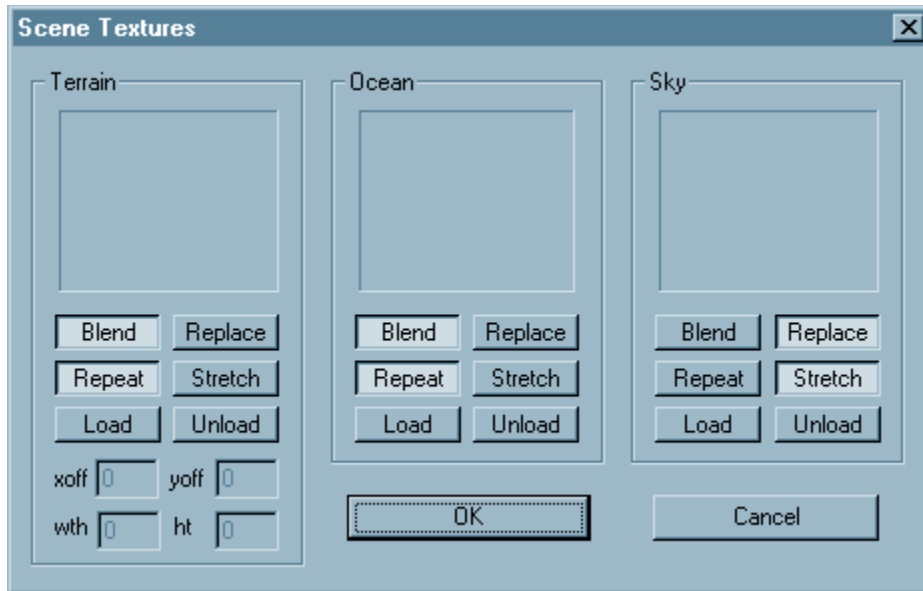 Scene Textures
Terrain
Blend Replace
Repeat Stretch
Load Unload
xoff 0 yoff 0
wth 0 ht 0
Ocean
Blend Replace
Repeat Stretch
Load Unload
Sky
Blend Replace
Repeat Stretch
Load Unload
OK Cancel